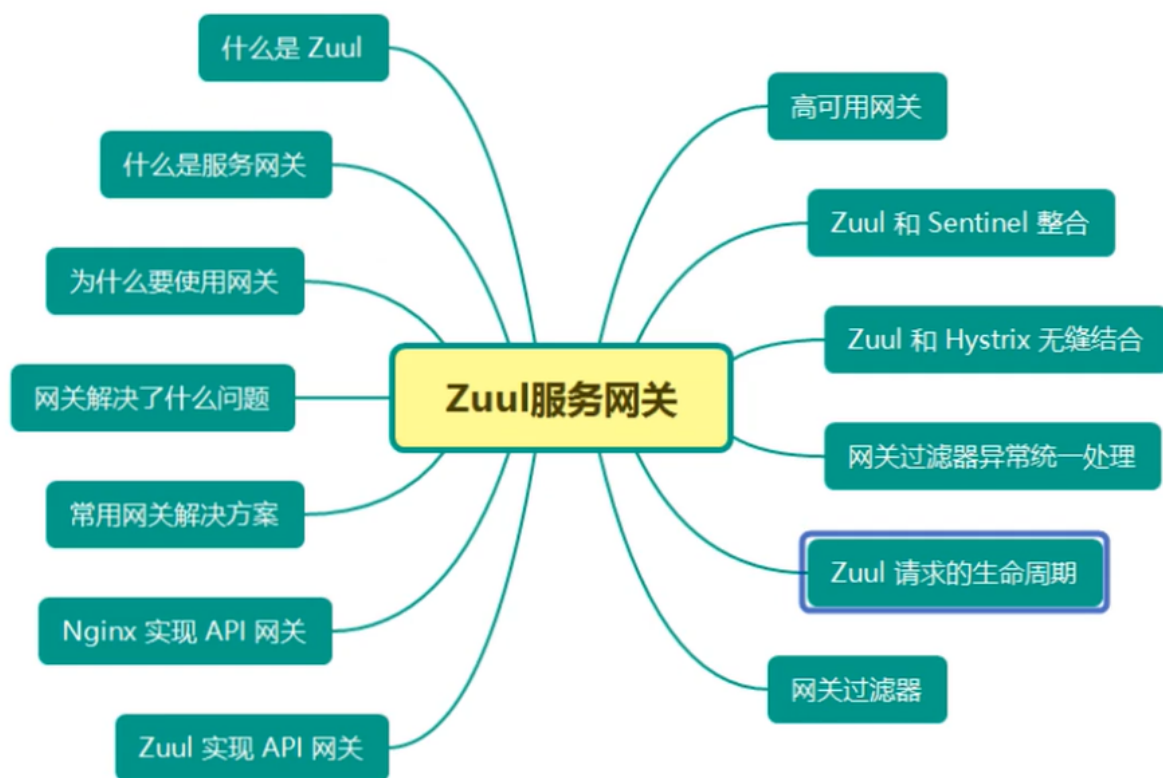 什么是 Zuul
什么是服务网关
为什么要使用网关
网关解决了什么问题
常用网关解决方案
Nginx 实现 API 网关
Zuul 实现 API 网关
Zuul服务网关
高可用网关
Zuul 和 Sentinel 整合
Zuul 和 Hystrix 无缝结合
网关过滤器异常统一处理
Zuul 请求的生命周期
网关过滤器